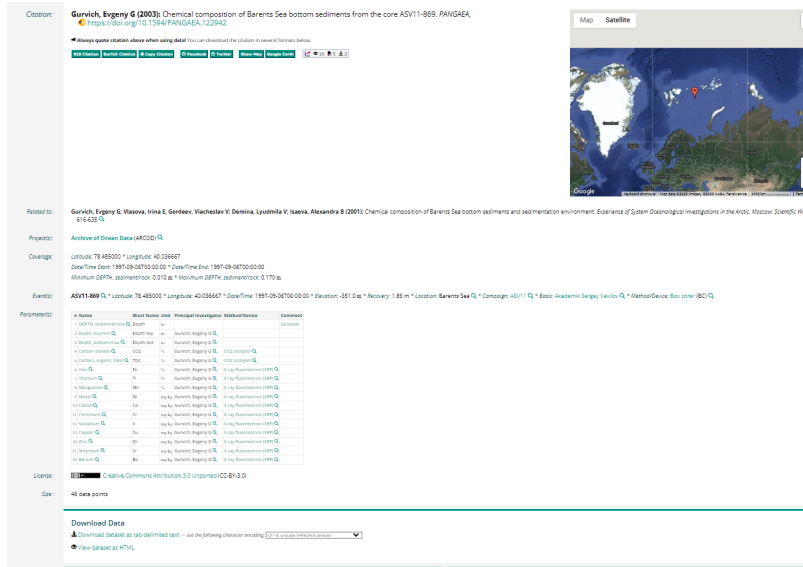 Citation:
Gurvich, Evgeny G (2003): Chemical composition of Barents Sea bottom sediments from the core ASV11-869. PANGAEA,
https://doi.org/10.1594/PANGAEA.122942
Always quote citation above when using data! You can download the citation in several formats below.
RIS Citation BibTeX Citation Copy Citation Facebook Twitter Show Map Google Earth
Map Satellite
Greenland
Google
Related to:
Gurvich, Evgeny G; Vlasova, Irina E; Gordeev, Viacheslav V; Demina, Lyudmila V; Isaeva, Alexandra B (2001): Chemical composition of Barents Sea bottom sediments and sedimentation environment. Experience of System Oceanological Investigations in the Arctic. Moscow: Scientific
616-635
Project(s):
Archive of Ocean Data (ARCOD)
Coverage:
Latitude: 78.485000 * Longitude: 40.036667
Date/Time Start: 1997-09-06T00:00:00 * Date/Time End: 1997-09-06T00:00:00
Minimum DEPTH, sediment/rock: 0.010 m * Maximum DEPTH, sediment/rock: 0.170 m
Event(s):
ASV11-869 * Latitude: 78.485000 * Longitude: 40.036667 * Date/Time: 1997-09-06T00:00:00 * Elevation: -351.0 m * Recovery: 1.85 m * Location: Barents Sea * Campaign: ASV11 * Basis: Akademik Sergey Vavilov * Method/Device: Box corer (BC)
Parameter(s):
# Name Short Name Unit Principal Investigator Method/Device Comment
1 DEPTH, sediment/rock Depth m Geocode
2 Depth, top/min Depth top m Gurvich, Evgeny G
3 Depth, bottom/max Depth bot m Gurvich, Evgeny G
4 Carbon dioxide CO2 % Gurvich, Evgeny G CO2 analyser
5 Carbon, organic, total TOC % Gurvich, Evgeny G CO2 analyser
6 Iron Fe % Gurvich, Evgeny G X-ray fluorescence (XRF)
7 Titanium Ti % Gurvich, Evgeny G X-ray fluorescence (XRF)
8 Manganese Mn % Gurvich, Evgeny G X-ray fluorescence (XRF)
9 Nickel Ni mg/kg Gurvich, Evgeny G X-ray fluorescence (XRF)
10 Cobalt Co mg/kg Gurvich, Evgeny G X-ray fluorescence (XRF)
11 Chromium Cr mg/kg Gurvich, Evgeny G X-ray fluorescence (XRF)
12 Vanadium V mg/kg Gurvich, Evgeny G X-ray fluorescence (XRF)
13 Copper Cu mg/kg Gurvich, Evgeny G X-ray fluorescence (XRF)
14 Zinc Zn mg/kg Gurvich, Evgeny G X-ray fluorescence (XRF)
15 Strontium Sr mg/kg Gurvich, Evgeny G X-ray fluorescence (XRF)
16 Barium Ba mg/kg Gurvich, Evgeny G X-ray fluorescence (XRF)
License:
Creative Commons Attribution 3.0 Unported (CC-BY-3.0)
Size:
45 data points
Download Data
Download dataset as tab-delimited text — use the following character encoding: UTF-8: Unicode (PANGAEA default)
View dataset as HTML